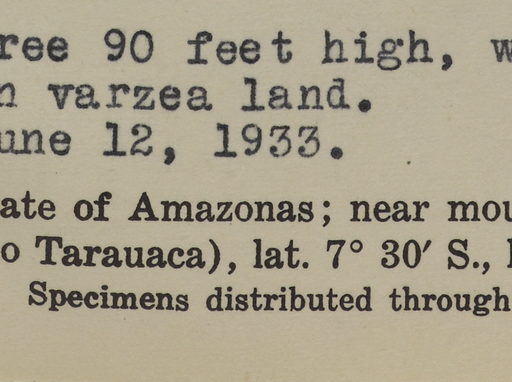 ree 90 feet high, w
n varzea land.
une 12, 1933.
ate of Amazonas; near mou
o Tarauaca), lat. 7° 30′ S., l
Specimens distributed through